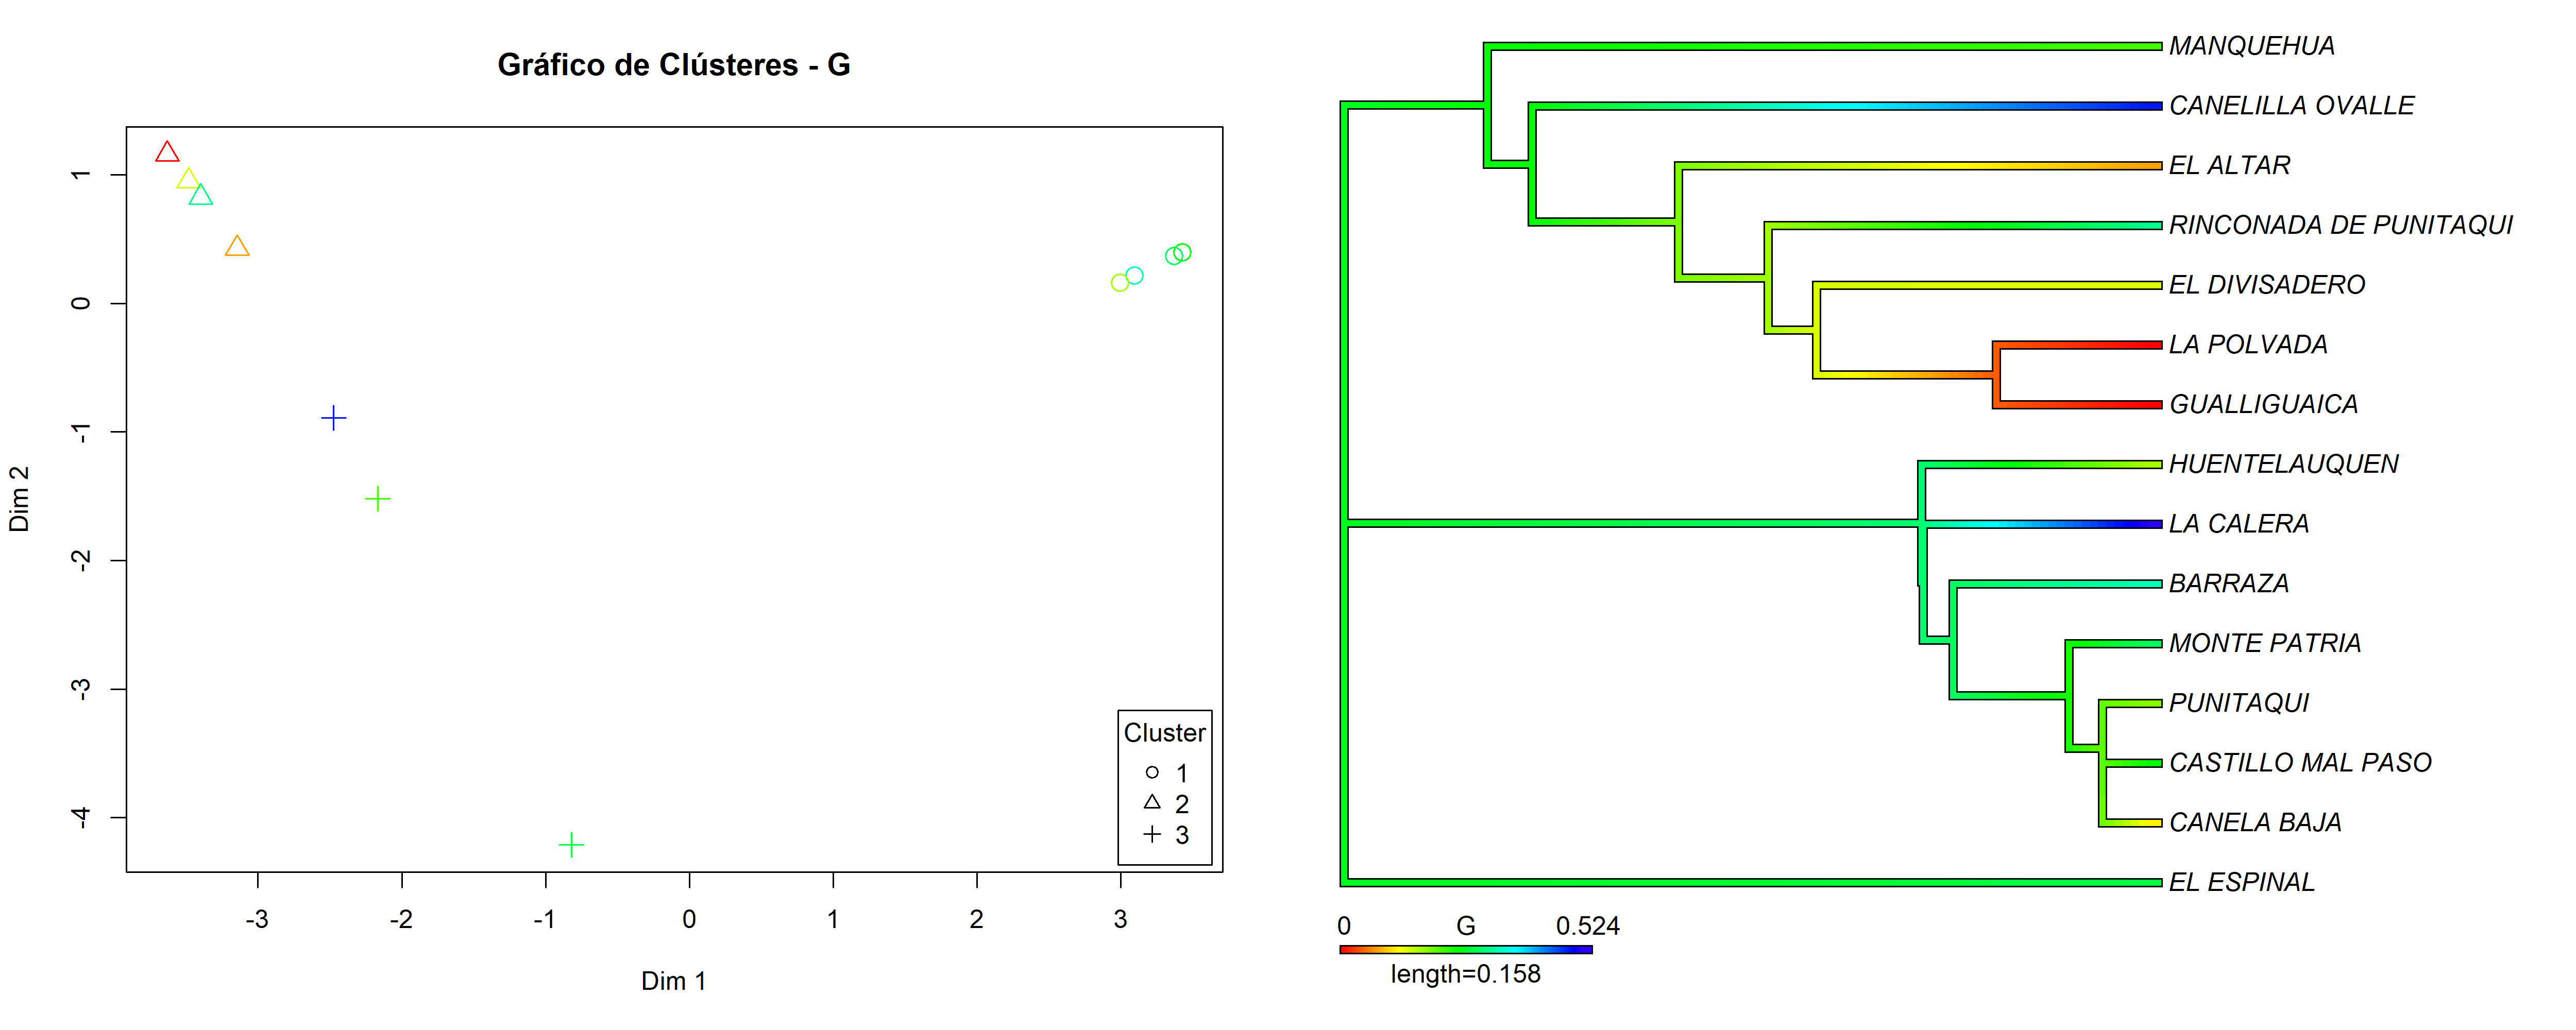 Gráfico de Clústeres - G
1
0
-1
-2
-3
-4
Dim 2
-3 -2 -1 0 1 2 3
Dim 1
Cluster
1
2
3
MANQUEHUA
CANELILLA OVALLE
EL ALTAR
RINCONADA DE PUNITAQUI
EL DIVISADERO
LA POLVADA
GUALLIGUAICA
HUENTELAUQUEN
LA CALERA
BARRAZA
MONTE PATRIA
PUNITAQUI
CASTILLO MAL PASO
CANELA BAJA
EL ESPINAL
0 G 0.524
length=0.158